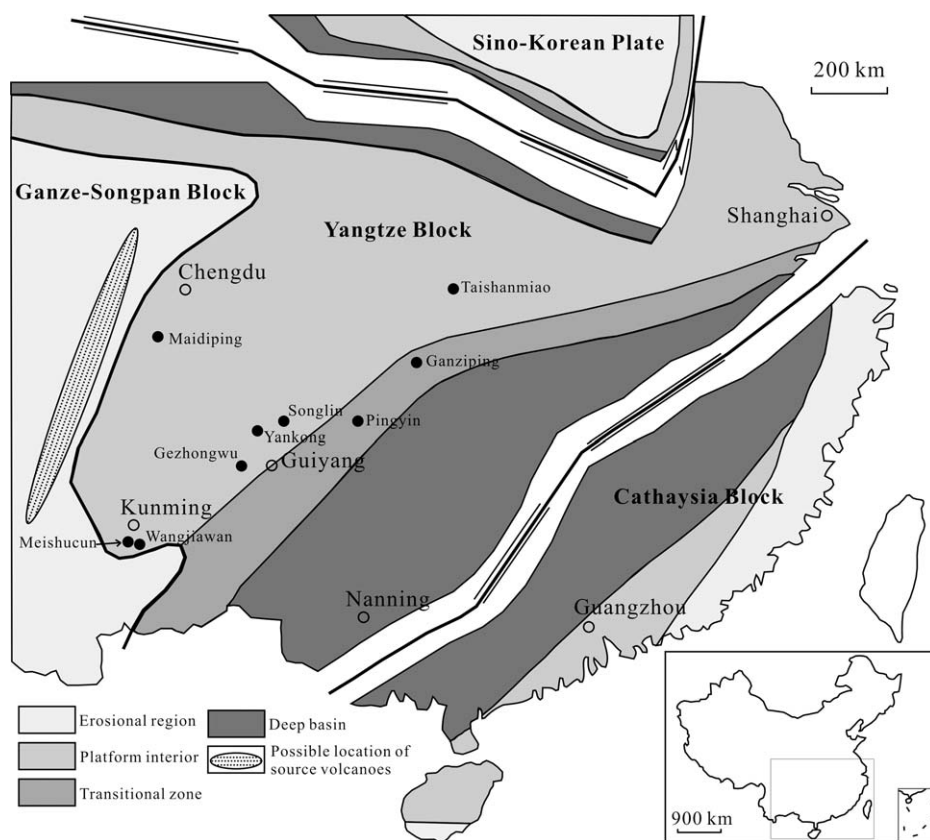 Sino-Korean Plate
200 km
Ganze-Songpan Block
Shanghai
Yangtze Block
Chengdu
Taishanmiao
Maidiping
Ganziping
Songlin
Pingyin
Yankong
Gezhongwu
Guiyang
Cathaysia Block
Kunming
Meishucun
Wangjiawan
Nanning
Guangzhou
Erosional region
Deep basin
Platform interior
Possible location of
source volcanoes
Transitional zone
900 km